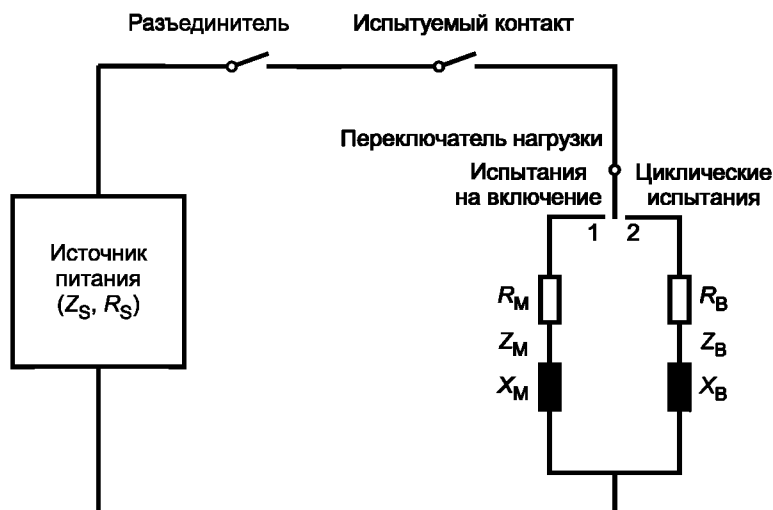 Разъединитель
Испытуемый контакт
Переключатель нагрузки
Испытания
на включение
Циклические
испытания
1 2
Источник
питания
(ZS, RS)
RM
RB
ZM
ZB
XM
XB